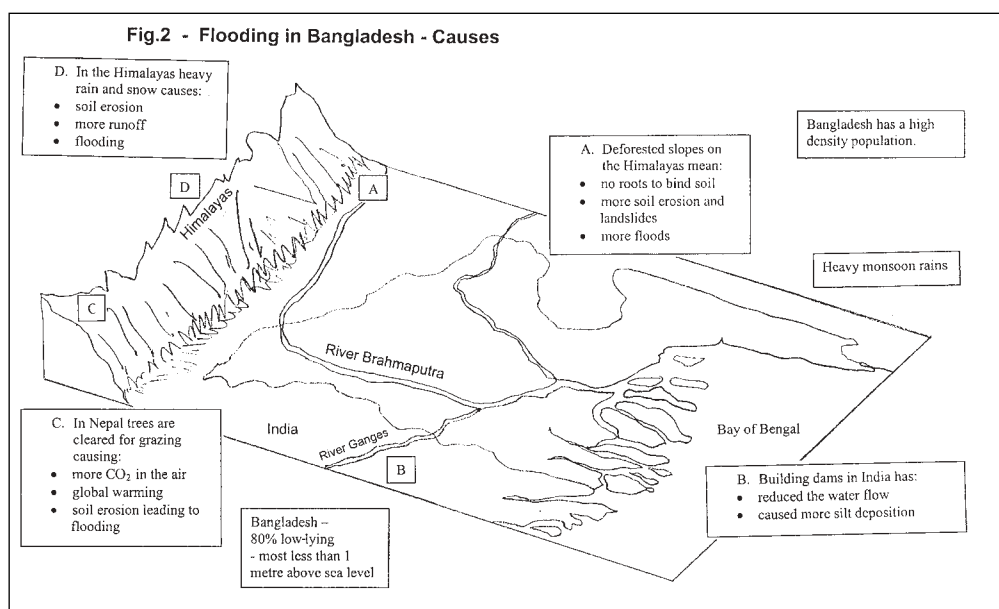 Fig.2 - Flooding in Bangladesh - Causes
D. In the Himalayas heavy
rain and snow causes:
• soil erosion
• more runoff
• flooding
Bangladesh has a high
density population.
A. Deforested slopes on
the Himalayas mean:
• no roots to bind soil
• more soil erosion and
landslides
• more floods
D
A
Himalayas
Heavy monsoon rains
C
River Brahmaputra
C. In Nepal trees are
cleared for grazing
causing:
• more CO₂ in the air
• global warming
• soil erosion leading to
flooding
India
River Ganges
B
Bay of Bengal
B. Building dams in India has:
• reduced the water flow
• caused more silt deposition
Bangladesh –
80% low-lying
- most less than 1
metre above sea level